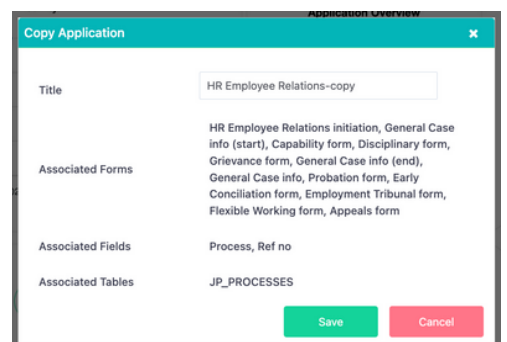 Application Overview
Copy Application
Title
HR Employee Relations-copy
Associated Forms
HR Employee Relations initiation, General Case
info (start), Capability form, Disciplinary form,
Grievance form, General Case info (end),
General Case info, Probation form, Early
Conciliation form, Employment Tribunal form,
Flexible Working form, Appeals form
Associated Fields
Process, Ref no
Associated Tables
JP_PROCESSES
Save
Cancel